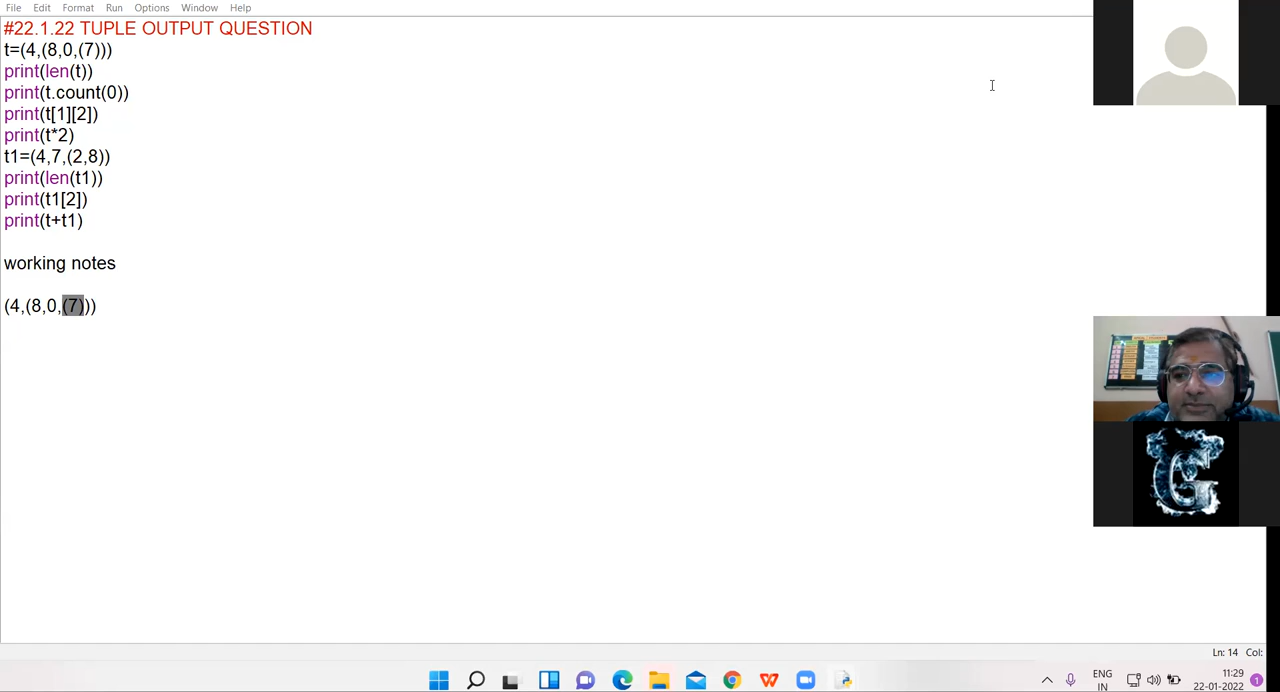 File Edit Format Run Options Window Help
#22.1.22 TUPLE OUTPUT QUESTION
t=(4,(8,0,(7)))
print(len(t))
print(t.count(0))
print(t[1][2])
print(t*2)
t1=(4,7,(2,8))
print(len(t1))
print(t1[2])
print(t+t1)
working notes
(4,(8,0,(7)))
G
Ln: 14 Col:
ENG
IN
11:29
22-01-2022
1